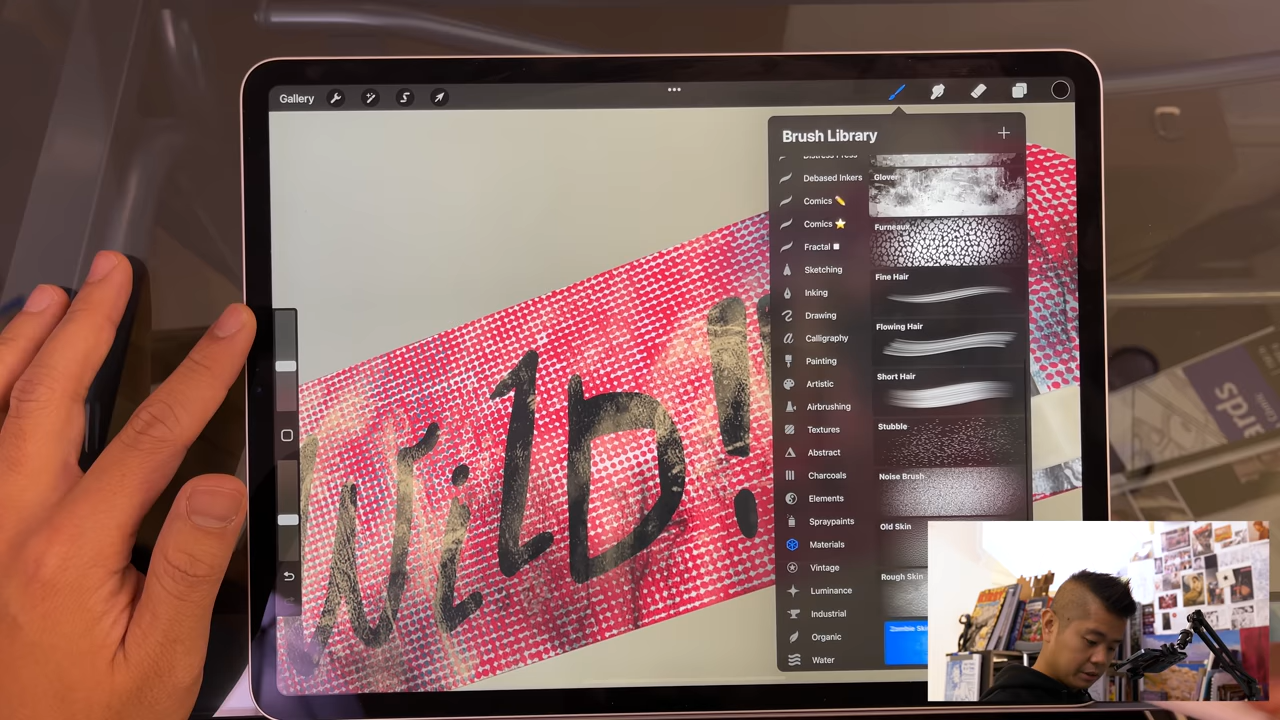 Gallery
Brush Library
Distress Press
Debased Inkers
Comics ✏️
Comics ⭐
Fractal
Sketching
Inking
Drawing
Calligraphy
Painting
Artistic
Airbrushing
Textures
Abstract
Charcoals
Elements
Spraypaints
Materials
Vintage
Luminance
Industrial
Organic
Water
Glover
Furneaux
Fine Hair
Flowing Hair
Short Hair
Stubble
Noise Brush
Old Skin
Rough Skin
Wild!